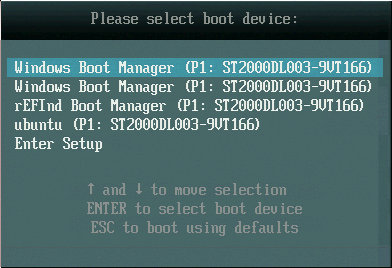 Please select boot device:
Windows Boot Manager (P1: ST2000DL003-9VT166)
Windows Boot Manager (P1: ST2000DL003-9VT166)
rEFInd Boot Manager (P1: ST2000DL003-9VT166)
ubuntu (P1: ST2000DL003-9VT166)
Enter Setup
↑ and ↓ to move selection
ENTER to select boot device
ESC to boot using defaults